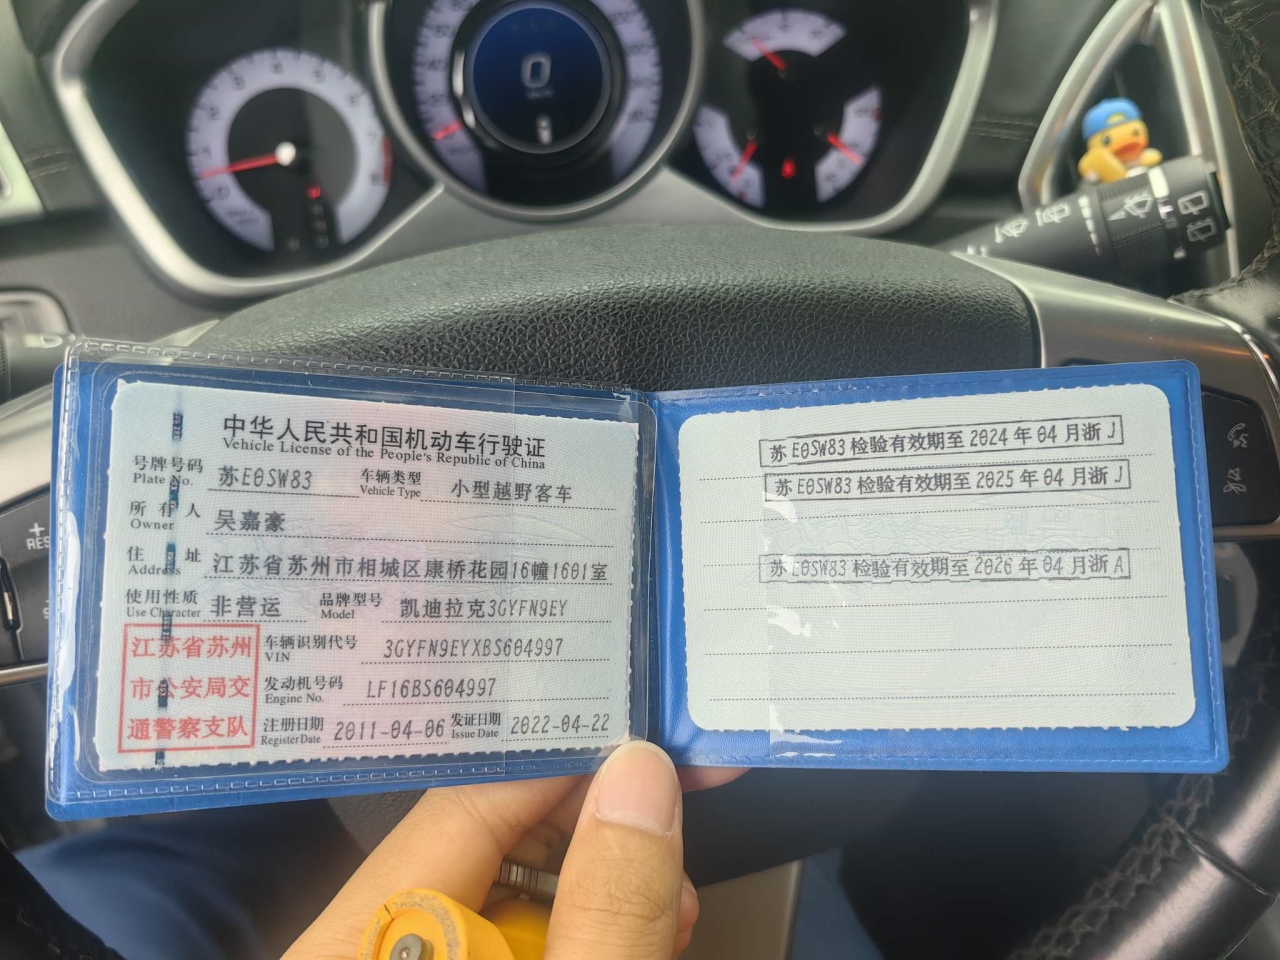 0
中华人民共和国机动车行驶证
Vehicle License of the People's Republic of China
号牌号码 苏E0SW83 车辆类型 小型越野客车
Plate No. Vehicle Type
所有人 吴嘉豪
Owner
住址 江苏省苏州市相城区康桥花园16幢1601室
Address
使用性质 非营运 品牌型号 凯迪拉克3GYFN9EY
Use Character Model
江苏省苏州
市公安局交
通警察支队
车辆识别代号 3GYFN9EYXBS604997
VIN
发动机号码 LF16BS604997
Engine No.
注册日期 2011-04-06 发证日期 2022-04-22
Register Date Issue Date
苏E0SW83检验有效期至2024年04月浙J
苏E0SW83检验有效期至2025年04月浙J
苏E0SW83检验有效期至2026年04月浙A
RES